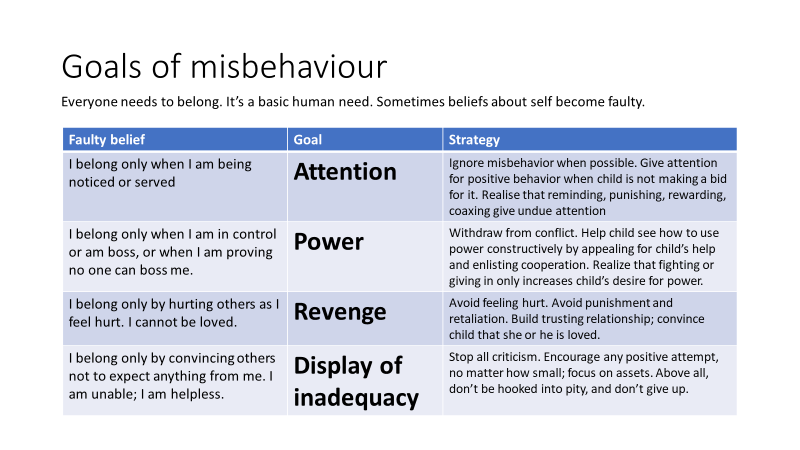 Goals of misbehaviour
Everyone needs to belong. It's a basic human need. Sometimes beliefs about self become faulty.
Faulty belief
Goal
Strategy
I belong only when I am being
noticed or served
Attention
Ignore misbehavior when possible. Give attention
for positive behavior when child is not making a bid
for it. Realise that reminding, punishing, rewarding,
coaxing give undue attention
I belong only when I am in control
or am boss, or when I am proving
no one can boss me.
Power
Withdraw from conflict. Help child see how to use
power constructively by appealing for child's help
and enlisting cooperation. Realize that fighting or
giving in only increases child's desire for power.
I belong only by hurting others as I
feel hurt. I cannot be loved.
Revenge
Avoid feeling hurt. Avoid punishment and
retaliation. Build trusting relationship; convince
child that she or he is loved.
I belong only by convincing others
not to expect anything from me. I
am unable; I am helpless.
Display of
inadequacy
Stop all criticism. Encourage any positive attempt,
no matter how small; focus on assets. Above all,
don't be hooked into pity, and don't give up.